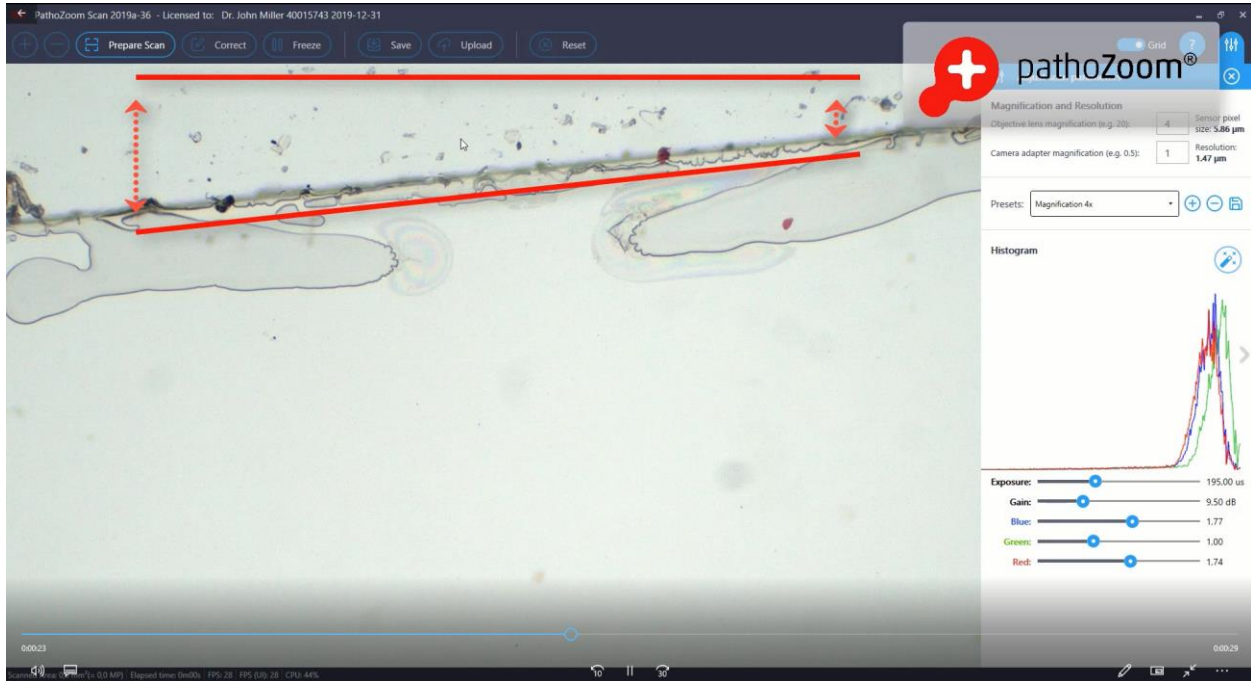 PathoZoom Scan 2019a-36 - Licensed to: Dr. John Miller 40015743 2019-12-31
Prepare Scan Correct Freeze Save Upload Reset Grid ?
pathoZoom®
Magnification and Resolution
Objective lens magnification (e.g. 20): 4 Sensor pixel size: 5.86 µm
Camera adapter magnification (e.g. 0.5): 1 Resolution: 1.47 µm
Presets: Magnification 4x
Histogram
Exposure: 195.00 us
Gain: 9.50 dB
Blue: 1.77
Green: 1.00
Red: 1.74
0:00:23 0:00:29
10 30
Elapsed time: 0m00s FPS: 28 FPS (UI): 28 CPU: 44%